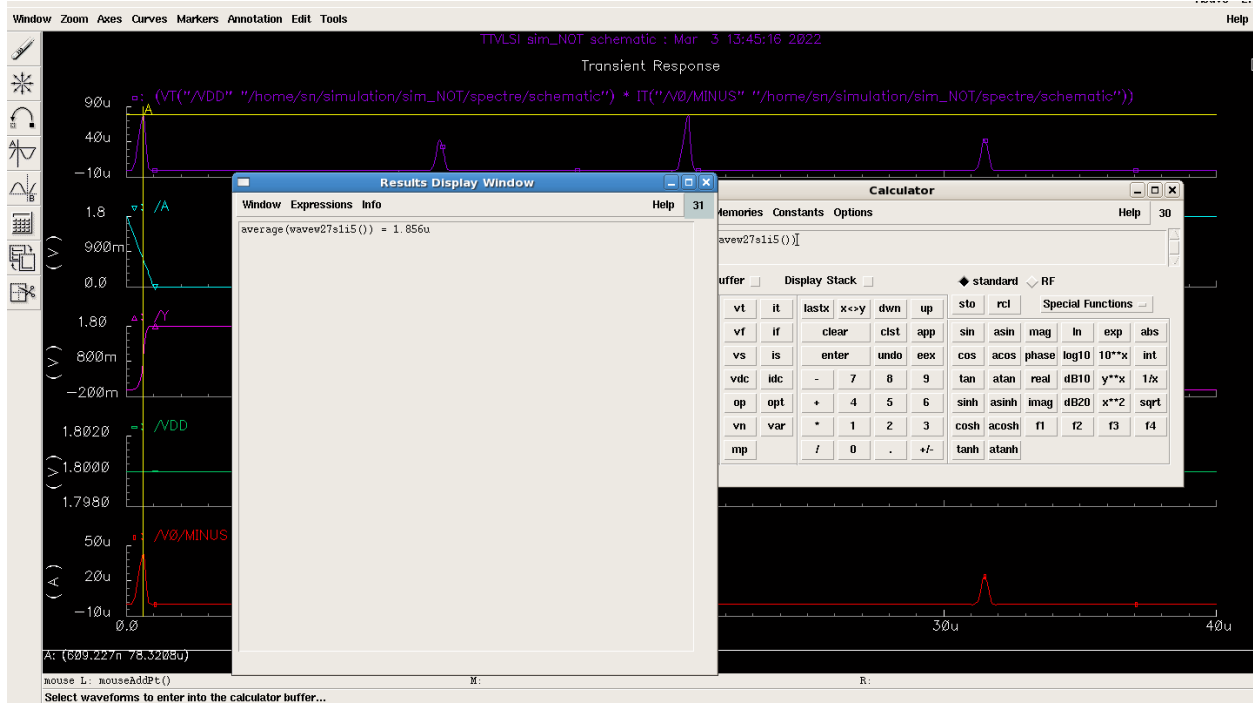 Window Zoom Axes Curves Markers Annotation Edit Tools Help
TTVLSI sim_NOT schematic : Mar 3 13:45:16 2022
Transient Response
: (VT("/VDD" "/home/sn/simulation/sim_NOT/spectre/schematic") * IT("/V0/MINUS" "/home/sn/simulation/sim_NOT/spectre/schematic"))
A
90u
40u
-10u
Results Display Window
Window Expressions Info Help 31
average(wavew27s1i5()) = 1.856u
Calculator
Memories Constants Options Help 30
wavew27s1i5())
uffer Display Stack standard RF
vt it lastx x<>y dwn up sto rcl Special Functions
vf if clear clst app sin asin mag ln exp abs
vs is enter undo eex cos acos phase log10 10**x int
vdc idc - 7 8 9 tan atan real dB10 y**x 1/x
op opt + 4 5 6 sinh asinh imag dB20 x**2 sqrt
vn var * 1 2 3 cosh acosh f1 f2 f3 f4
mp / 0 . +/- tanh atanh
: /A
1.8
900m
0.0
(V)
: /Y
1.80
800m
-200m
(V)
: /VDD
1.8020
1.8000
1.7980
(V)
: /V0/MINUS
50u
20u
-10u
(A)
0.0 30u 40u
A: (609.227n 78.3208u)
mouse L: mouseAddPt() M: R:
Select waveforms to enter into the calculator buffer...